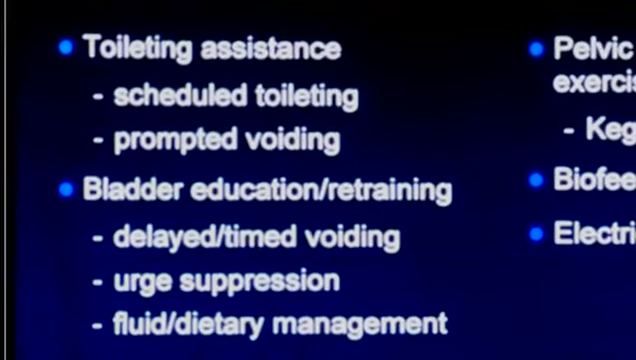 • Toileting assistance
- scheduled toileting
- prompted voiding
• Bladder education/retraining
- delayed/timed voiding
- urge suppression
- fluid/dietary management
• Pelvic